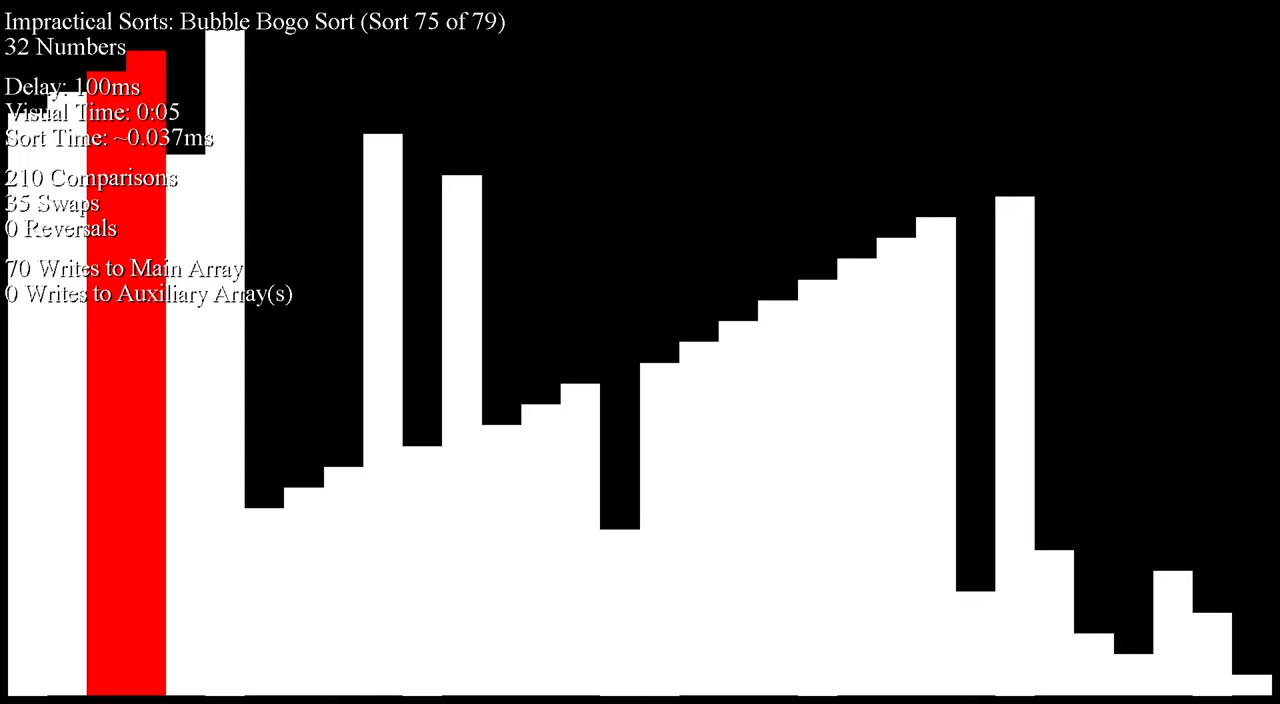 Impractical Sorts: Bubble Bogo Sort (Sort 75 of 79)
32 Numbers
Delay: 100ms
Visual Time: 0:05
Sort Time: ~0.037ms
210 Comparisons
35 Swaps
0 Reversals
70 Writes to Main Array
0 Writes to Auxiliary Array(s)